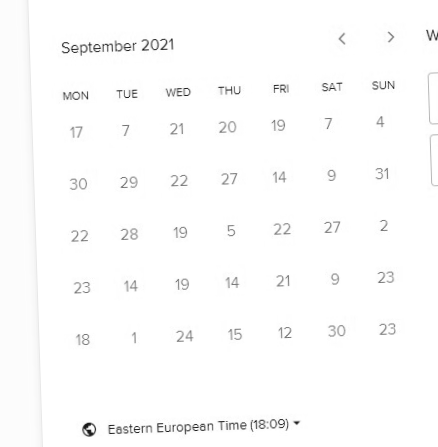 September 2021 < > W
MON TUE WED THU FRI SAT SUN
17 7 21 20 19 7 4
30 29 22 27 14 9 31
22 28 19 5 22 27 2
23 14 19 14 21 9 23
18 1 24 15 12 30 23
Eastern European Time (18:09)